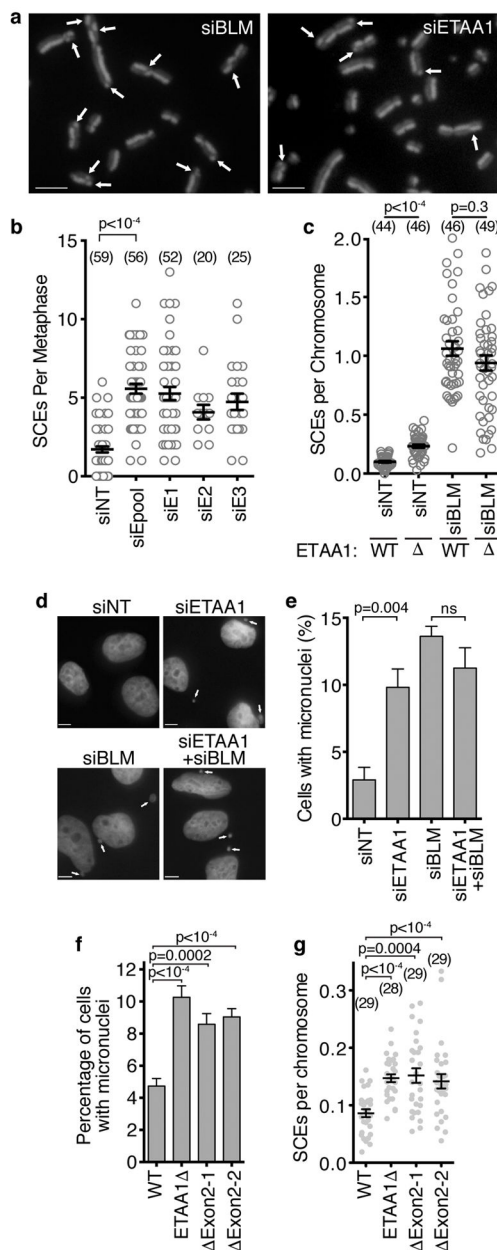 a
siBLM
siETAA1
b
p<10-4
(59) (56) (52) (20) (25)
15
10
5
0
SCEs Per Metaphase
siNT
siEpool
siE1
siE2
siE3
c
p<10-4 p=0.3
(44) (46) (46) (49)
2.0
1.5
1.0
0.5
0.0
SCEs per Chromosome
siNT
siNT
siBLM
siBLM
ETAA1: WT Δ WT Δ
d
siNT
siETAA1
siBLM
siETAA1
+siBLM
e
p=0.004
ns
15
10
5
0
Cells with micronuclei (%)
siNT
siETAA1
siBLM
siETAA1
+siBLM
f
p<10-4
p=0.0002
p<10-4
12
10
8
6
4
2
0
Percentage of cells
with micronuclei
WT
ETAA1Δ
ΔExon2-1
ΔExon2-2
g
p<10-4
p=0.0004
p<10-4
(29) (28) (29) (29)
0.3
0.2
0.1
0.0
SCEs per chromosome
WT
ETAA1Δ
ΔExon2-1
ΔExon2-2